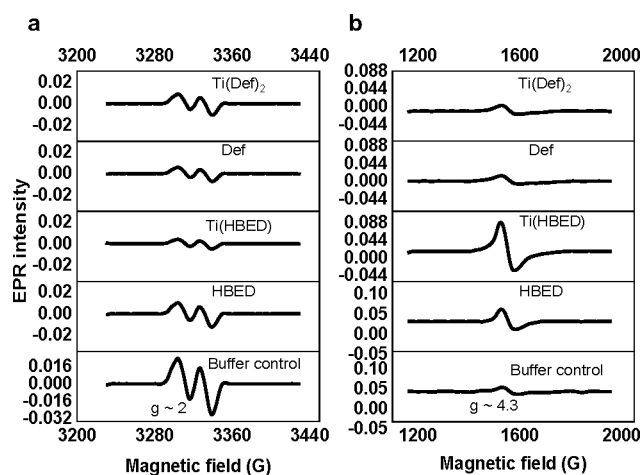 a
3200 3280 3360 3440
0.02
0.00
-0.02
Ti(Def)2
0.02
0.00
-0.02
Def
0.02
0.00
-0.02
Ti(HBED)
0.02
0.00
-0.02
HBED
0.016
0.000
-0.016
-0.032
Buffer control
g ~ 2
3200 3280 3360 3440
Magnetic field (G)
EPR intensity
b
1200 1600 2000
0.088
0.044
0.000
-0.044
Ti(Def)2
0.088
0.044
0.000
-0.044
Def
0.088
0.044
0.000
-0.044
Ti(HBED)
0.10
0.05
0.00
-0.05
HBED
0.10
0.05
0.00
-0.05
Buffer control
g ~ 4.3
1200 1600 2000
Magnetic field (G)